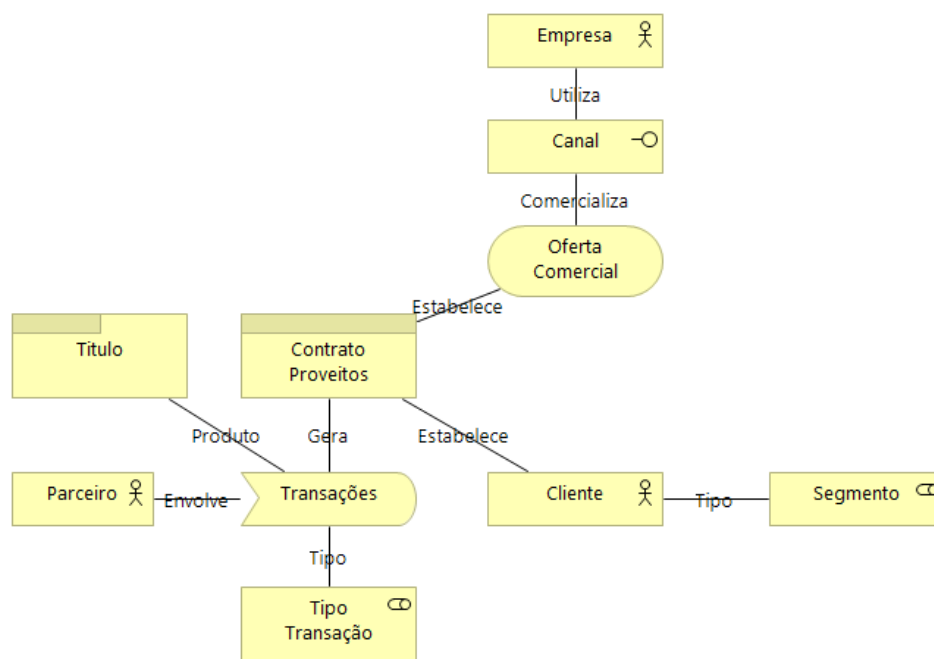 Empresa
Utiliza
Canal
Comercializa
Oferta
Comercial
Estabelece
Titulo
Contrato
Proveitos
Produto
Gera
Estabelece
Parceiro
Envolve
Transações
Cliente
Tipo
Segmento
Tipo
Tipo
Transação